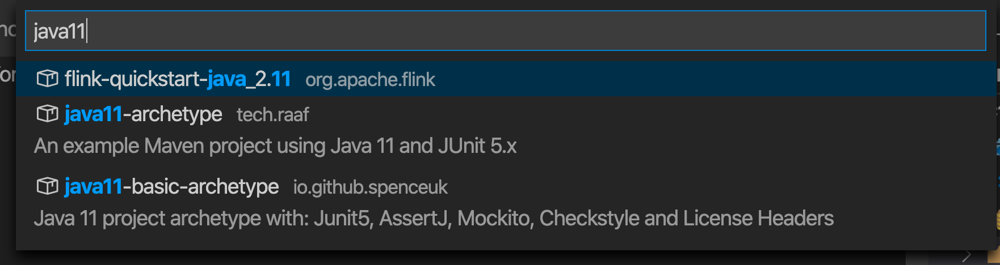 java11
flink-quickstart-java_2.11 org.apache.flink
java11-archetype tech.raaf
An example Maven project using Java 11 and JUnit 5.x
java11-basic-archetype io.github.spenceuk
Java 11 project archetype with: Junit5, AssertJ, Mockito, Checkstyle and License Headers